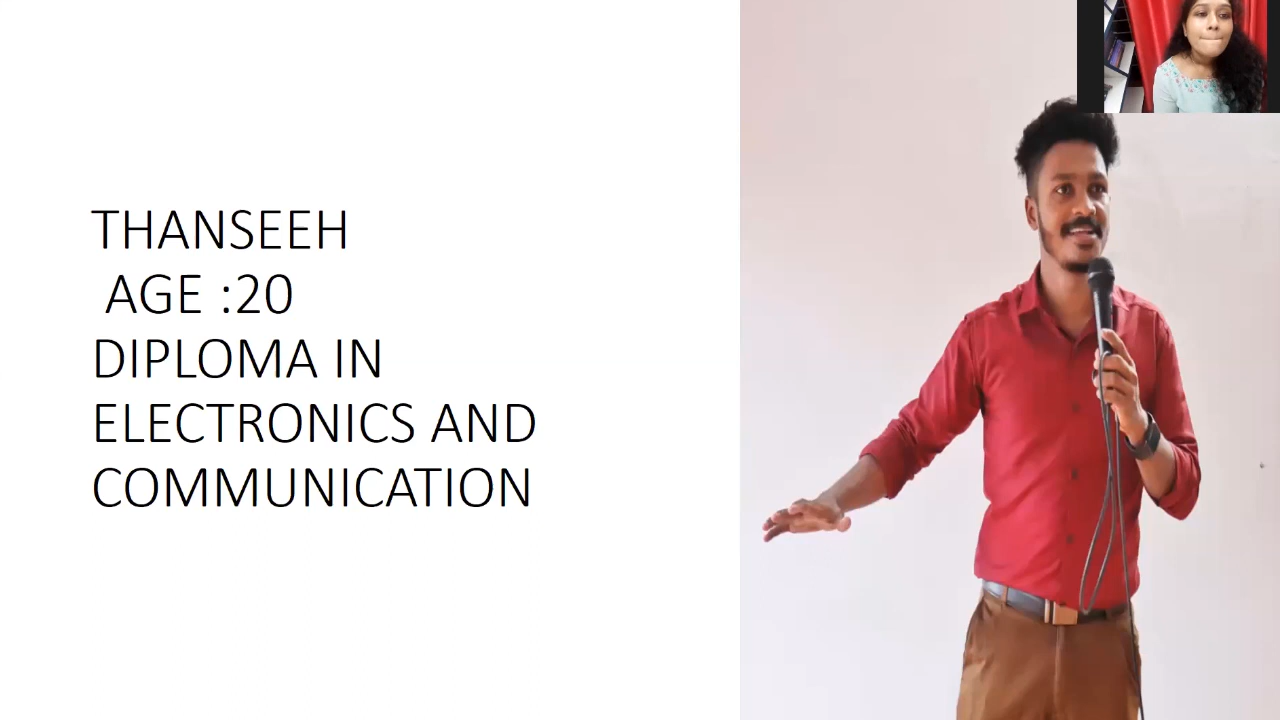 THANSEEH
AGE :20
DIPLOMA IN
ELECTRONICS AND
COMMUNICATION